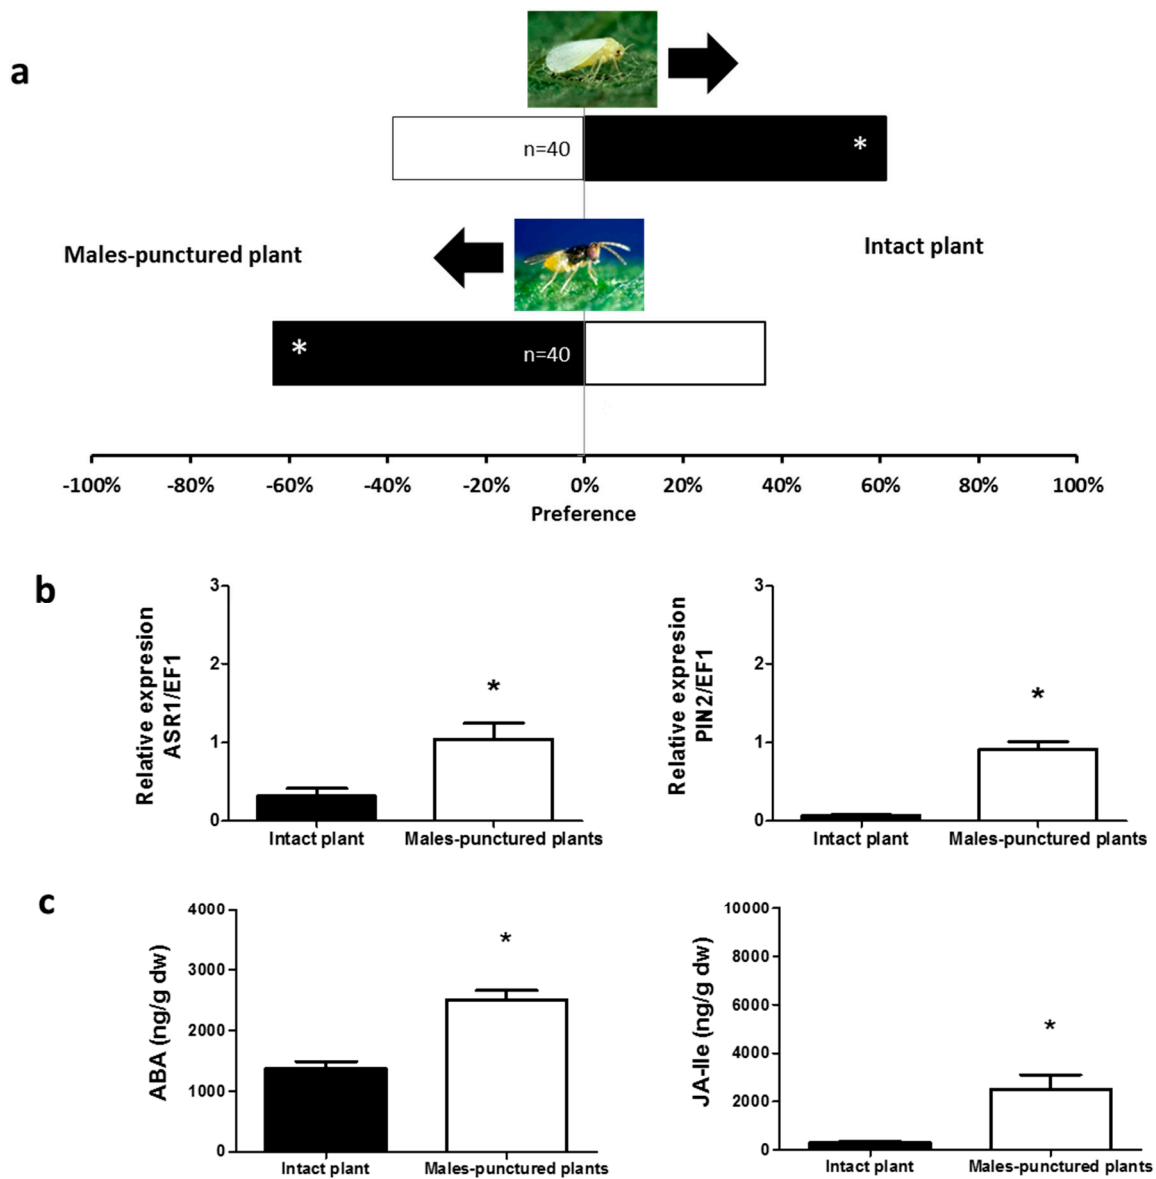 a
n=40
*
Males-punctured plant
Intact plant
*
n=40
-100% -80% -60% -40% -20% 0% 20% 40% 60% 80% 100%
Preference
b
Relative expresion
ASR1/EF1
3
2
1
0
*
Intact plant Males-punctured plants
Relative expresion
PIN2/EF1
3
2
1
0
*
Intact plant Males-punctured plants
c
ABA (ng/g dw)
4000
3000
2000
1000
0
*
Intact plant Males-punctured plants
JA-Ile (ng/g dw)
10000
8000
6000
4000
2000
0
*
Intact plant Males-punctured plants